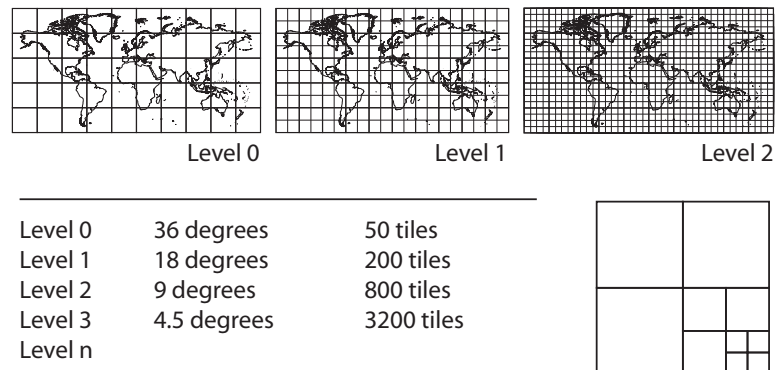 Level 0
Level 1
Level 2
Level 0 36 degrees 50 tiles
Level 1 18 degrees 200 tiles
Level 2 9 degrees 800 tiles
Level 3 4.5 degrees 3200 tiles
Level n